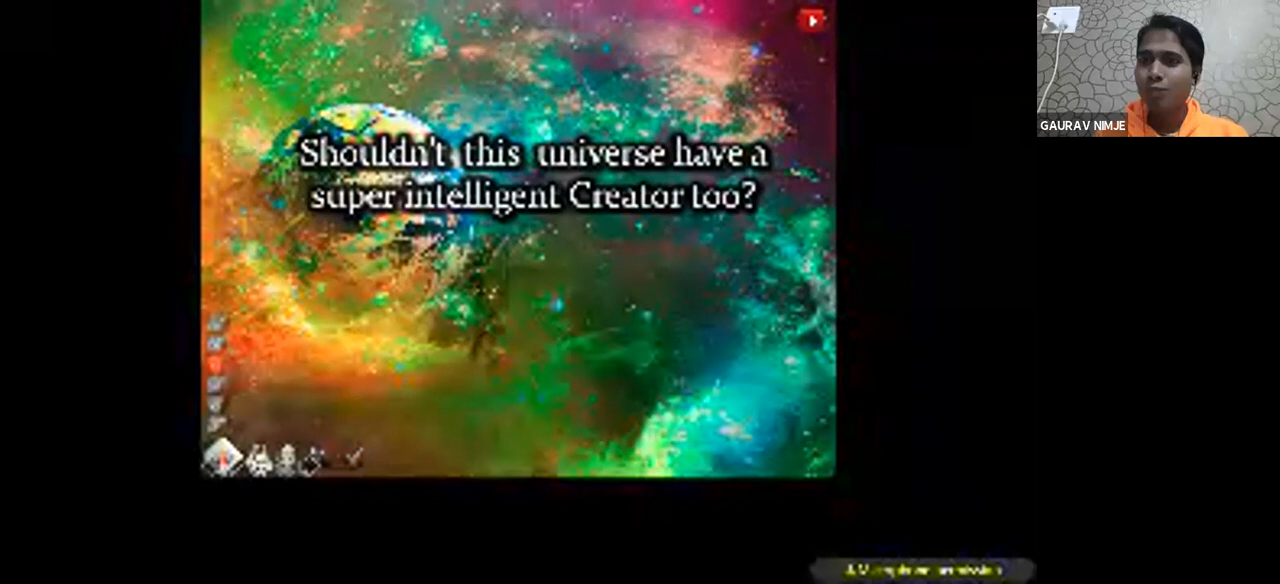 Shouldn't this universe have a
super intelligent Creator too?
GAURAV NIMJE